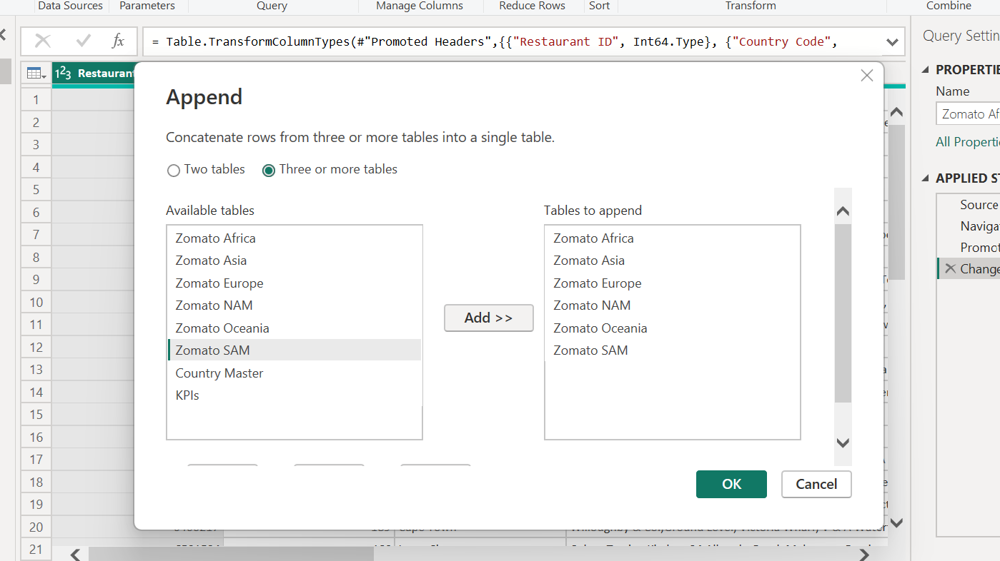 Data Sources Parameters Query Manage Columns Reduce Rows Sort Transform Combine
fx = Table.TransformColumnTypes(#"Promoted Headers",{{"Restaurant ID", Int64.Type}, {"Country Code",
Query Settin
1²3 Restauran
PROPERTIE
Name
Zomato Af
All Properti
APPLIED S
Source
Naviga
Promot
Change
Append
Concatenate rows from three or more tables into a single table.
Two tables Three or more tables
Available tables
Zomato Africa
Zomato Asia
Zomato Europe
Zomato NAM
Zomato Oceania
Zomato SAM
Country Master
KPIs
Add >>
Tables to append
Zomato Africa
Zomato Asia
Zomato Europe
Zomato NAM
Zomato Oceania
Zomato SAM
OK Cancel
1
2
3
4
5
6
7
8
9
10
11
12
13
14
15
16
17
18
19
20
21